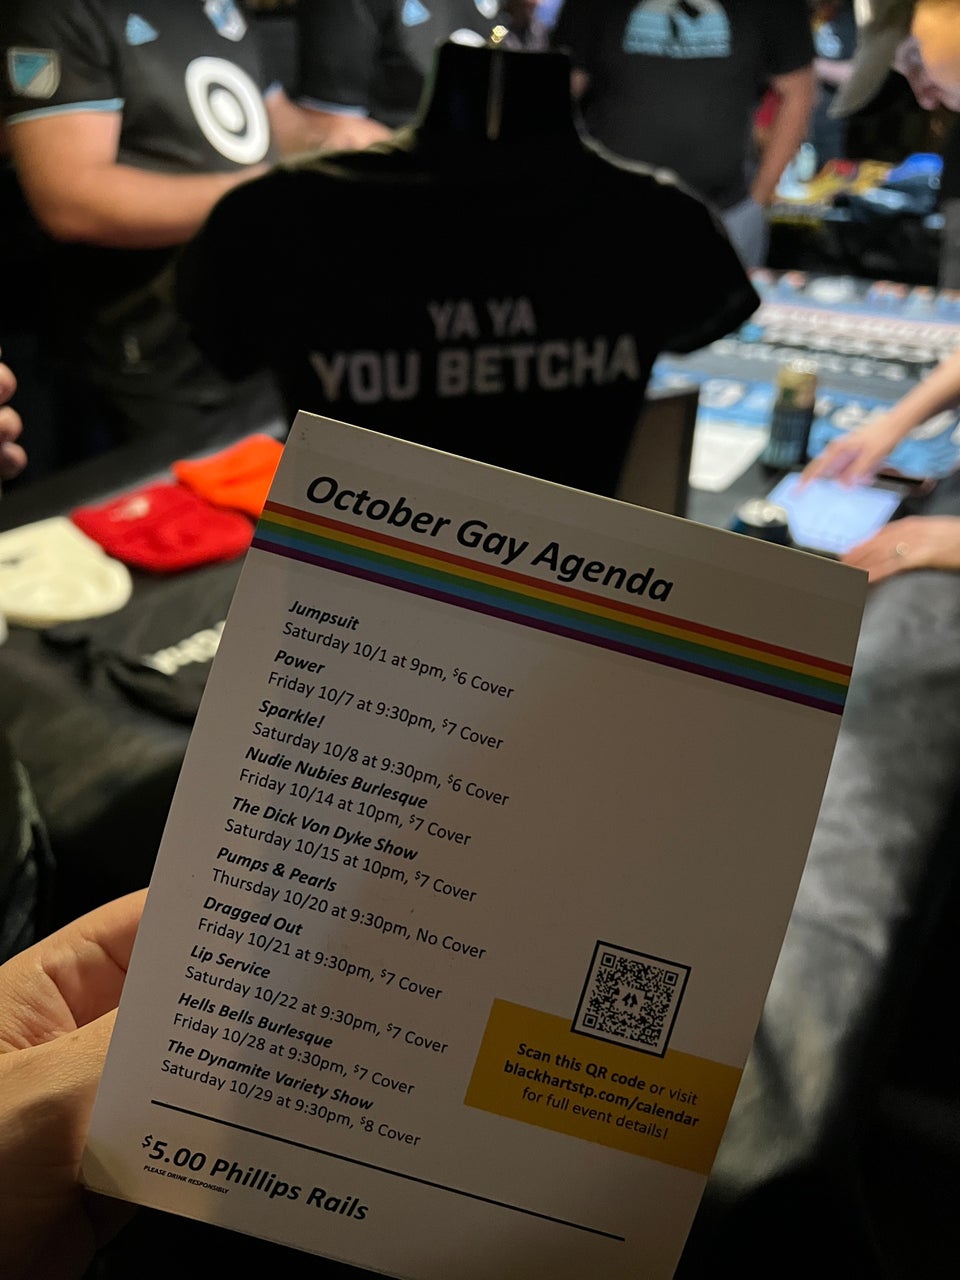 YA YA
YOU BETCHA
October Gay Agenda
Jumpsuit
Saturday 10/1 at 9pm, $6 Cover
Power
Friday 10/7 at 9:30pm, $7 Cover
Sparkle!
Saturday 10/8 at 9:30pm, $6 Cover
Nudie Nubies Burlesque
Friday 10/14 at 10pm, $7 Cover
The Dick Von Dyke Show
Saturday 10/15 at 10pm, $7 Cover
Pumps & Pearls
Thursday 10/20 at 9:30pm, No Cover
Dragged Out
Friday 10/21 at 9:30pm, $7 Cover
Lip Service
Saturday 10/22 at 9:30pm, $7 Cover
Hells Bells Burlesque
Friday 10/28 at 9:30pm, $7 Cover
The Dynamite Variety Show
Saturday 10/29 at 9:30pm, $8 Cover
Scan this QR code or visit
blackhartstp.com/calendar
for full event details!
$5.00 Phillips Rails
PLEASE DRINK RESPONSIBLY